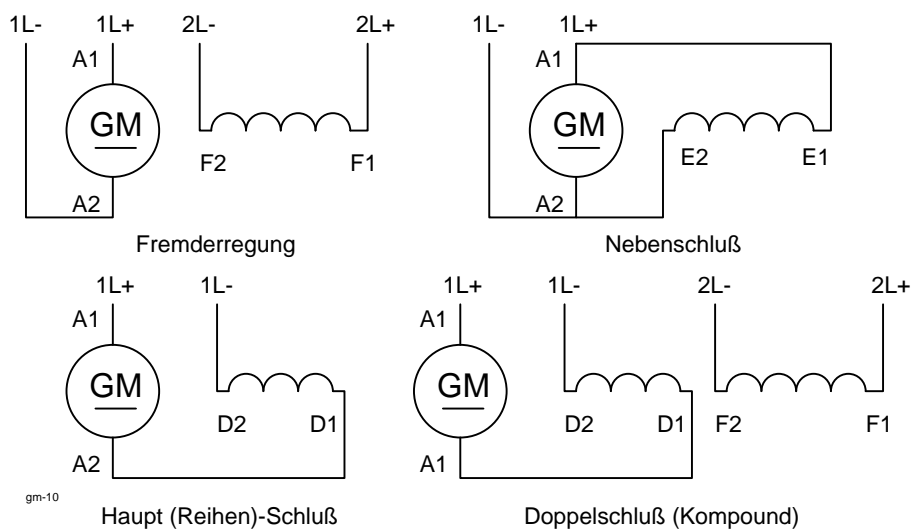 1L- 1L+ 2L- 2L+
A1
GM
F2 F1
A2
Fremderregung
1L- 1L+
A1
GM
E2 E1
A2
Nebenschluß
1L+ 1L-
A1
GM
D2 D1
A2
gm-10
Haupt (Reihen)-Schluß
1L+ 1L- 2L- 2L+
A1
GM
D2 D1 F2 F1
A1
Doppelschluß (Kompound)